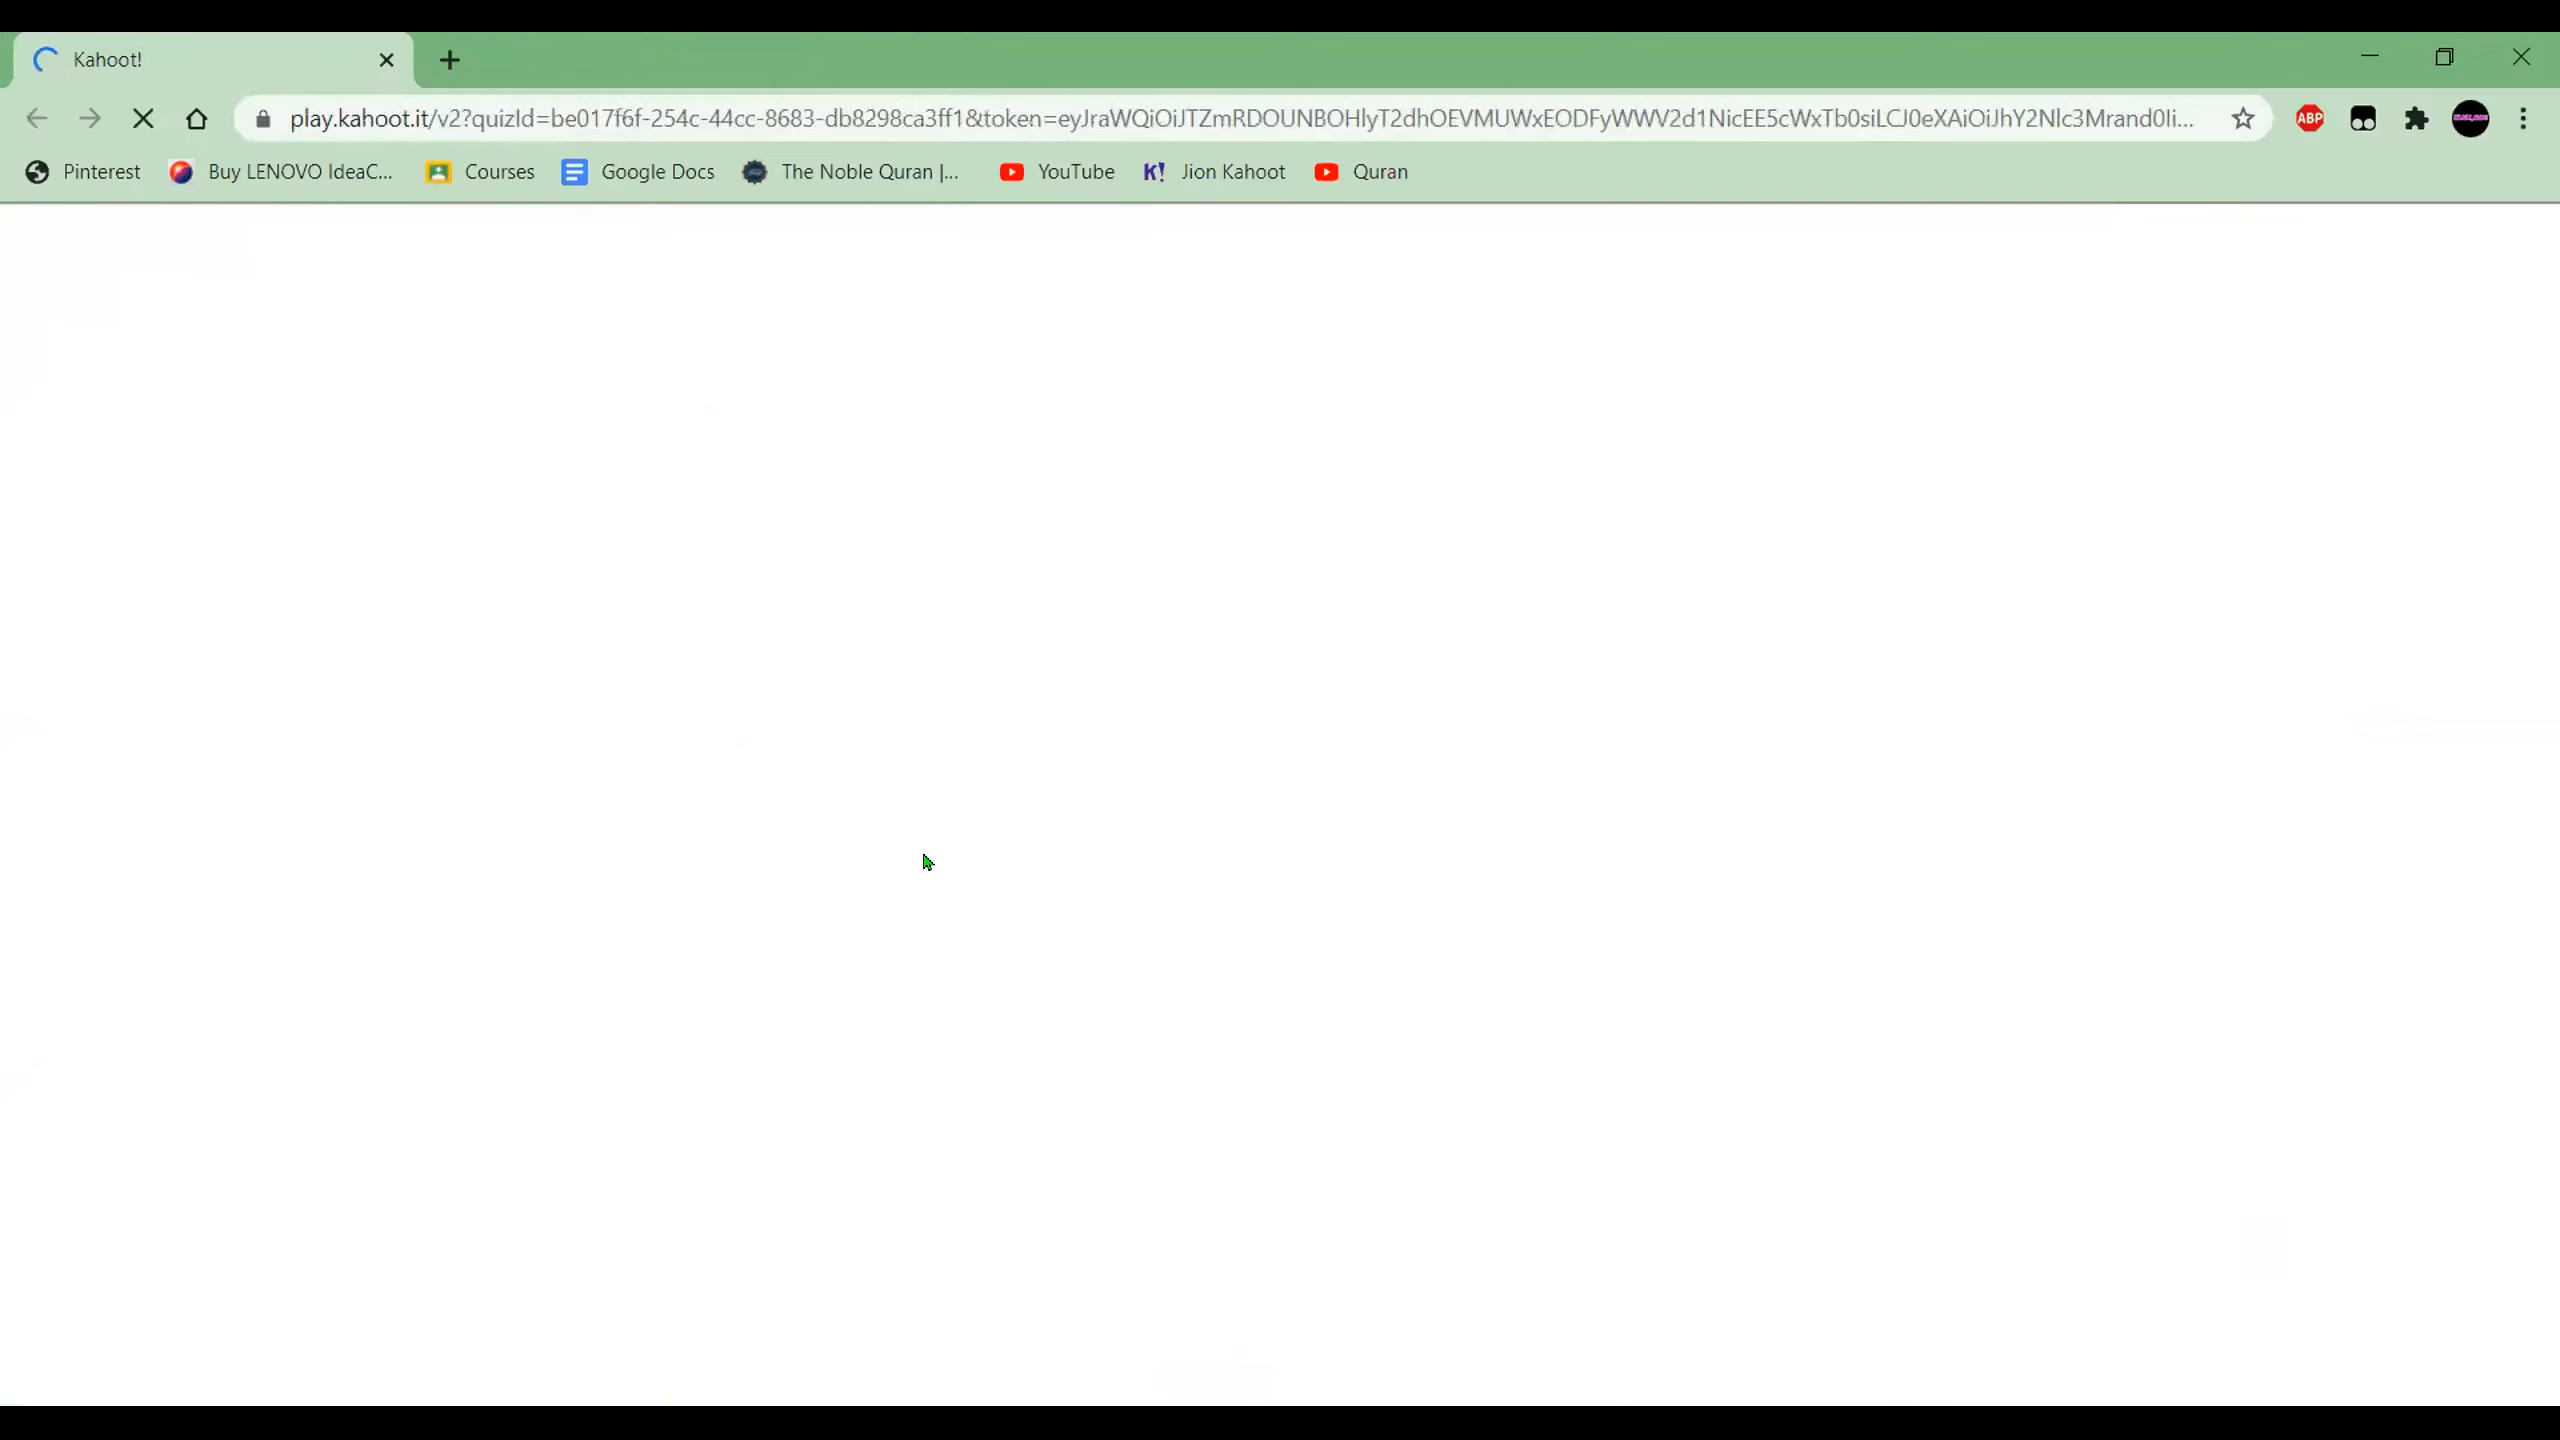 Kahoot!
play.kahoot.it/v2?quizId=be017f6f-254c-44cc-8683-db8298ca3ff1&token=eyJraWQiOiJTZmRDOUNBOHlyT2dhOEVMUWxEODFyWWV2d1NicEE5cWxTb0siLCJ0eXAiOiJhY2Nlc3Mrand0Ii...
ABP
Pinterest Buy LENOVO IdeaC... Courses Google Docs The Noble Quran |... YouTube K! Jion Kahoot Quran